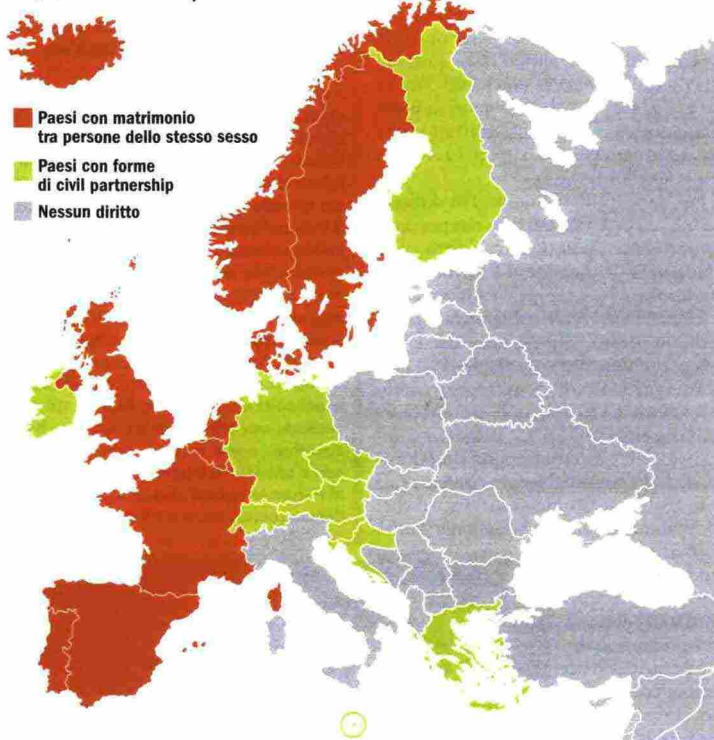 Paesi con matrimonio
tra persone dello stesso sesso
Paesi con forme
di civil partnership
Nessun diritto